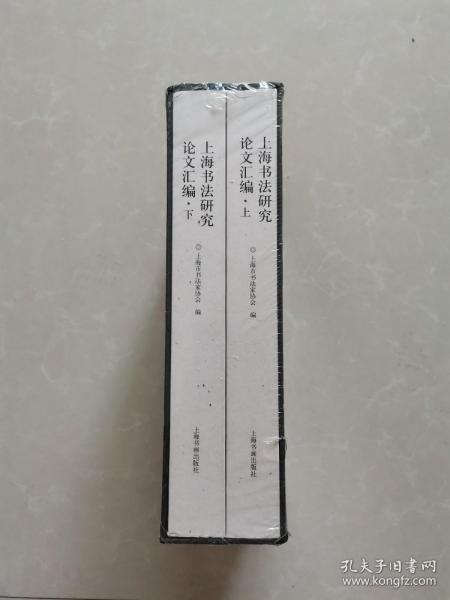 上海书法研究
论文汇编·上
◎上海市书法家协会 编
上海书画出版社
上海书法研究
论文汇编·下
◎上海市书法家协会 编
上海书画出版社
孔夫子旧书网
www.kongfz.com